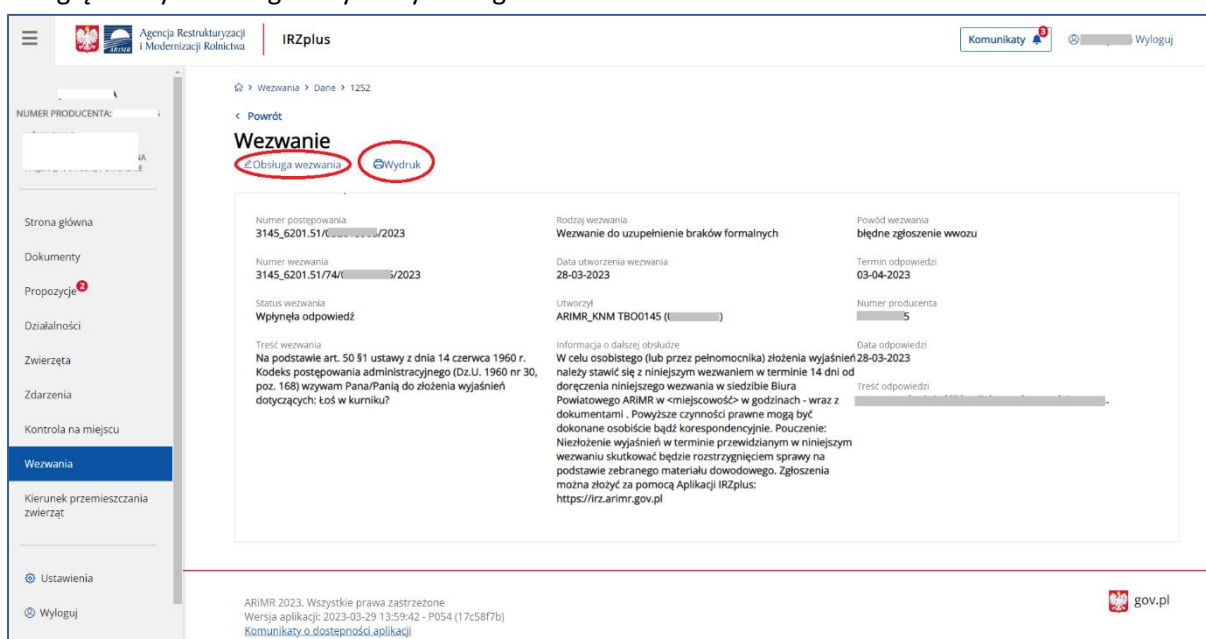 Agencja Restrukturyzacji
i Modernizacji Rolnictwa
ARiMR
IRZplus
Komunikaty 3
Wyloguj
NUMER PRODUCENTA:
Strona główna
Dokumenty
Propozycje 2
Działalności
Zwierzęta
Zdarzenia
Kontrola na miejscu
Wezwania
Kierunek przemieszczania
zwierząt
Ustawienia
Wyloguj
> Wezwania > Dane > 1252
< Powrót
Wezwanie
Obsługa wezwania Wydruk
Numer postępowania
3145_6201.51/ /2023
Rodzaj wezwania
Wezwanie do uzupełnienie braków formalnych
Powód wezwania
błędne zgłoszenie wwozu
Numer wezwania
3145_6201.51/74/ /2023
Data utworzenia wezwania
28-03-2023
Termin odpowiedzi
03-04-2023
Status wezwania
Wpłynęła odpowiedź
Utworzył
ARIMR_KNM TBO0145 ( )
Numer producenta
5
Treść wezwania
Na podstawie art. 50 §1 ustawy z dnia 14 czerwca 1960 r.
Kodeks postępowania administracyjnego (Dz.U. 1960 nr 30,
poz. 168) wzywam Pana/Panią do złożenia wyjaśnień
dotyczących: Łoś w kurniku?
Informacja o dalszej obsłudze
W celu osobistego (lub przez pełnomocnika) złożenia wyjaśnień
należy stawić się z niniejszym wezwaniem w terminie 14 dni od
doręczenia niniejszego wezwania w siedzibie Biura
Powiatowego ARiMR w <miejscowość> w godzinach - wraz z
dokumentami . Powyższe czynności prawne mogą być
dokonane osobiście bądź korespondencyjnie. Pouczenie:
Niezłożenie wyjaśnień w terminie przewidzianym w niniejszym
wezwaniu skutkować będzie rozstrzygnięciem sprawy na
podstawie zebranego materiału dowodowego. Zgłoszenia
można złożyć za pomocą Aplikacji IRZplus:
https://irz.arimr.gov.pl
Data odpowiedzi
28-03-2023
Treść odpowiedzi
ARiMR 2023. Wszystkie prawa zastrzeżone
Wersja aplikacji: 2023-03-29 13:59:42 - P054 (17c58f7b)
Komunikaty o dostępności aplikacji
gov.pl